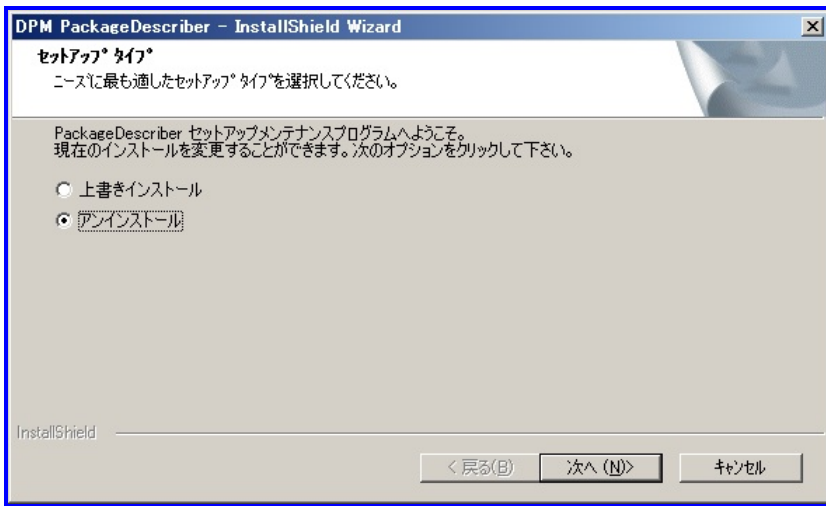 DPM PackageDescriber - InstallShield Wizard
ｾｯﾄｱｯﾌﾟ ﾀｲﾌﾟ
ニーズに最も適したｾｯﾄｱｯﾌﾟ ﾀｲﾌﾟを選択してください。
PackageDescriber セットアップメンテナンスプログラムへようこそ。
現在のインストールを変更することができます。次のオプションをクリックして下さい。
上書きインストール
アンインストール
InstallShield
< 戻る(B)
次へ (N)>
ｷｬﾝｾﾙ